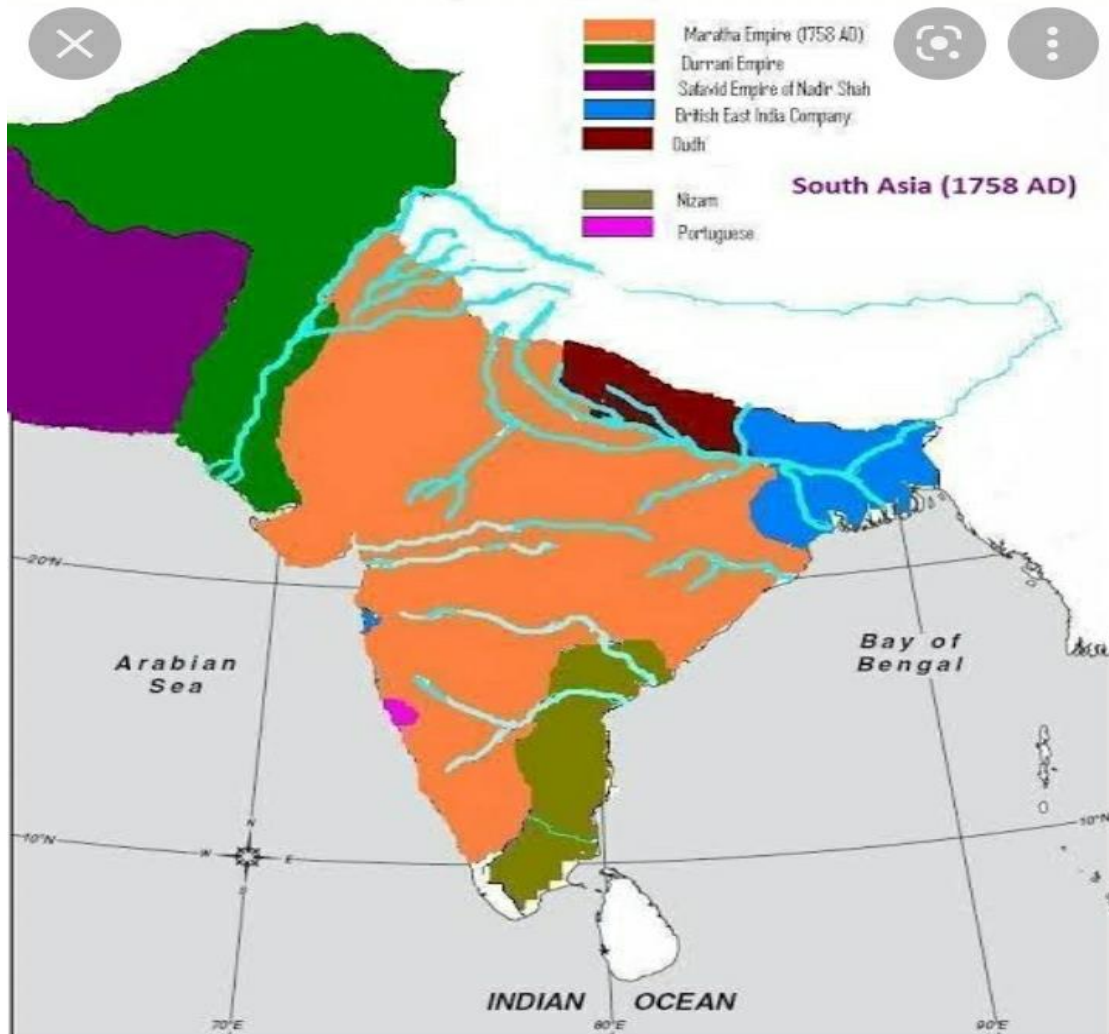 Maratha Empire (1758 AD)
Durrani Empire
Safavid Empire of Nadir Shah
British East India Company
Oudh
Nizam
Portuguese
South Asia (1758 AD)
20°N
Arabian
Sea
Bay of
Bengal
10°N
10°N
N
W
E
S
INDIAN OCEAN
70°E
80°E
90°E